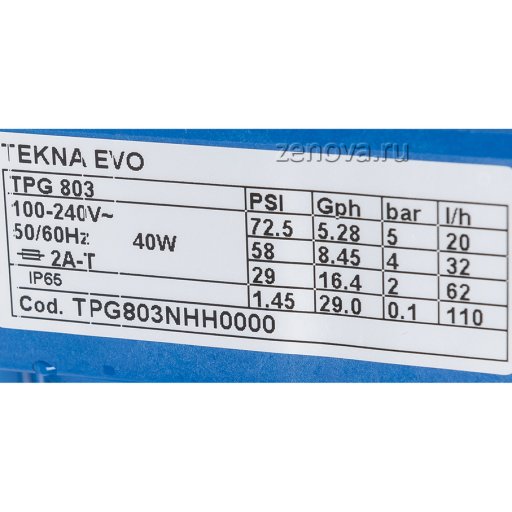 zenova.ru
TEKNA EVO
TPG 803
100-240V~
50/60Hz 40W
2A-T
IP65
PSI Gph bar l/h
72.5 5.28 5 20
58 8.45 4 32
29 16.4 2 62
1.45 29.0 0.1 110
Cod. TPG803NHH0000